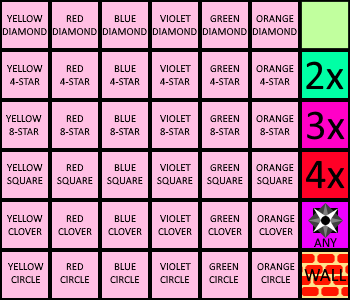 YELLOW DIAMOND RED DIAMOND BLUE DIAMOND VIOLET DIAMOND GREEN DIAMOND ORANGE DIAMOND
YELLOW 4-STAR RED 4-STAR BLUE 4-STAR VIOLET 4-STAR GREEN 4-STAR ORANGE 4-STAR 2x
YELLOW 8-STAR RED 8-STAR BLUE 8-STAR VIOLET 8-STAR GREEN 8-STAR ORANGE 8-STAR 3x
YELLOW SQUARE RED SQUARE BLUE SQUARE VIOLET SQUARE GREEN SQUARE ORANGE SQUARE 4x
YELLOW CLOVER RED CLOVER BLUE CLOVER VIOLET CLOVER GREEN CLOVER ORANGE CLOVER ANY
YELLOW CIRCLE RED CIRCLE BLUE CIRCLE VIOLET CIRCLE GREEN CIRCLE ORANGE CIRCLE WALL